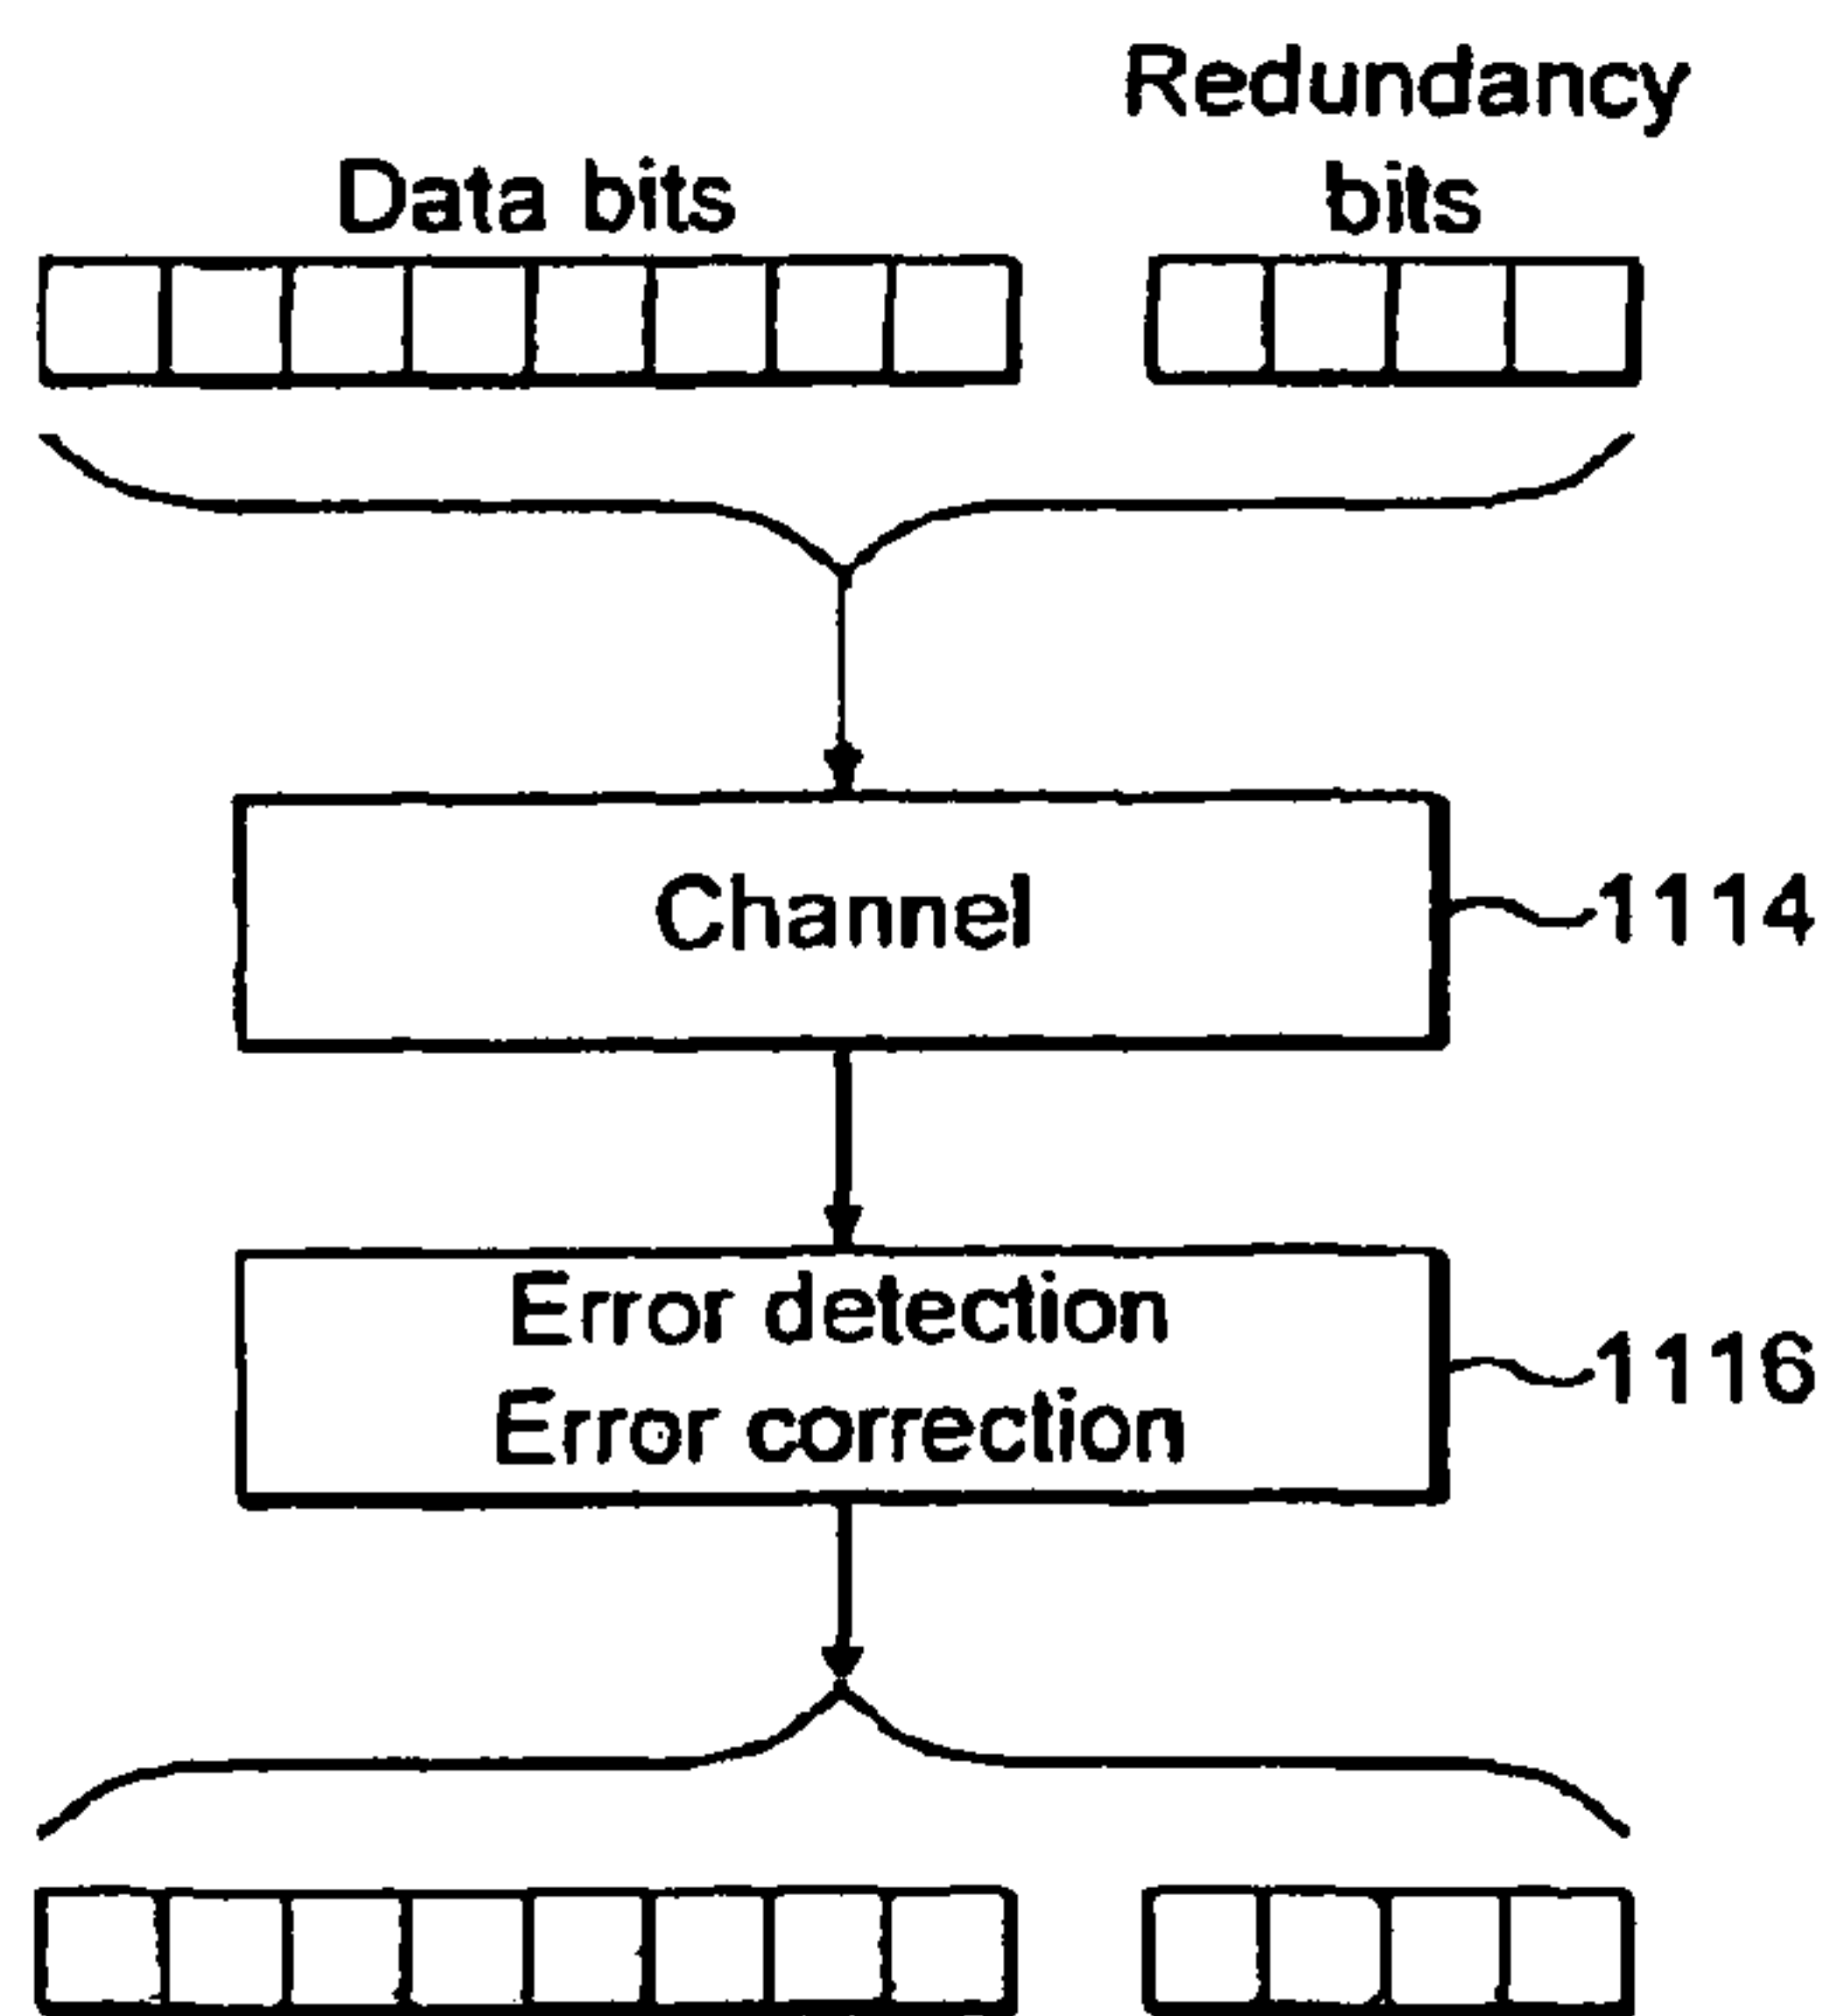 Redundancy
Data bits
bits
Channel
1114
Error detection
1116
Error correction